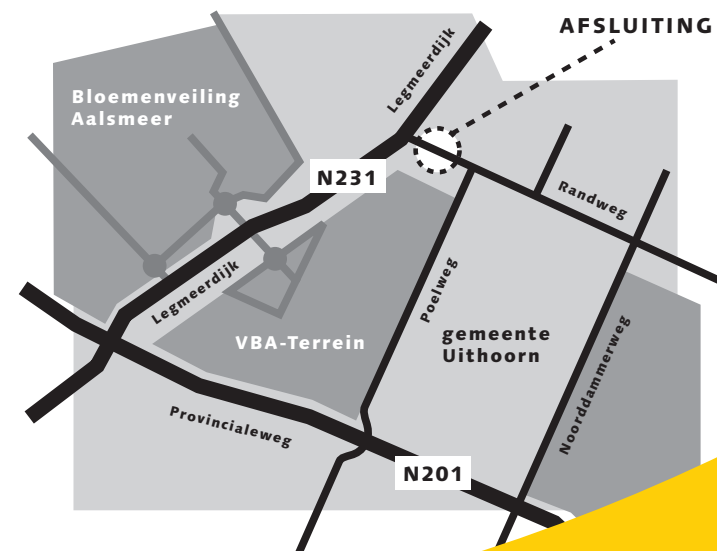 AFSLUITING
Legmeerdijk
Bloemenveiling
Aalsmeer
N231
Randweg
Legmeerdijk
Poelweg
VBA-Terrein
gemeente
Uithoorn
Noorddammerweg
Provincialeweg
N201